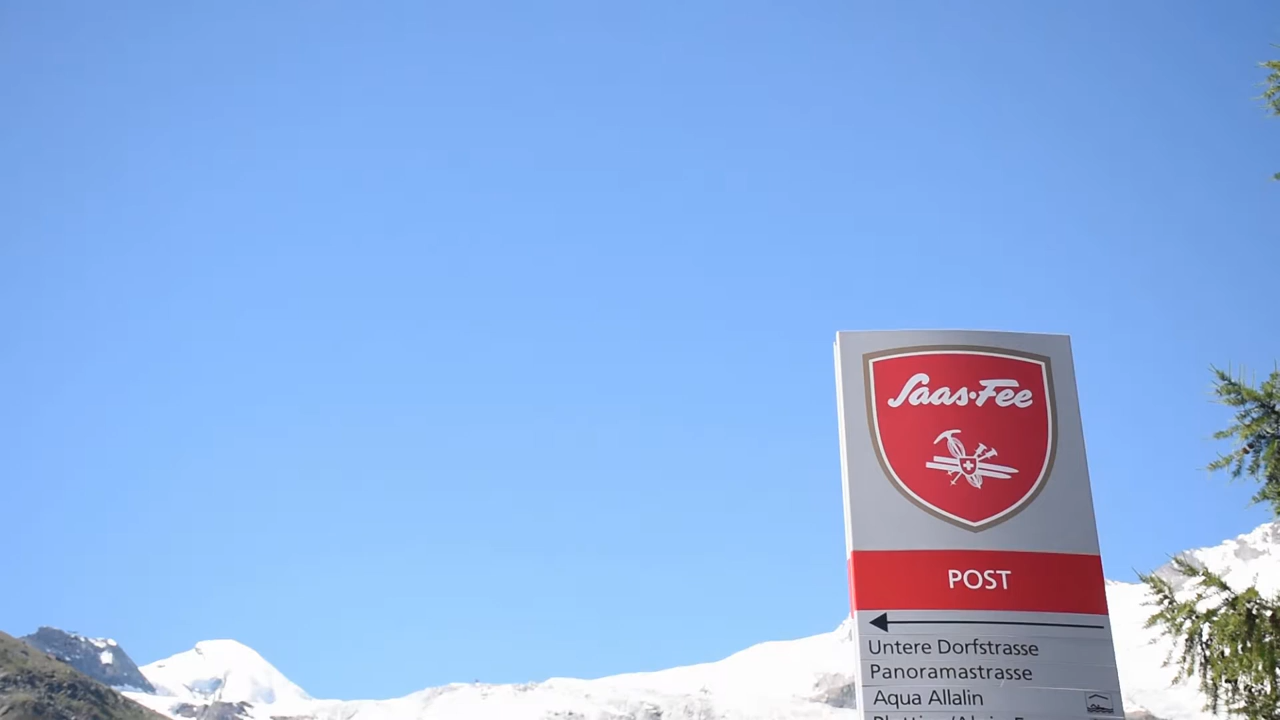 Saas-Fee
POST
Untere Dorfstrasse
Panoramastrasse
Aqua Allalin